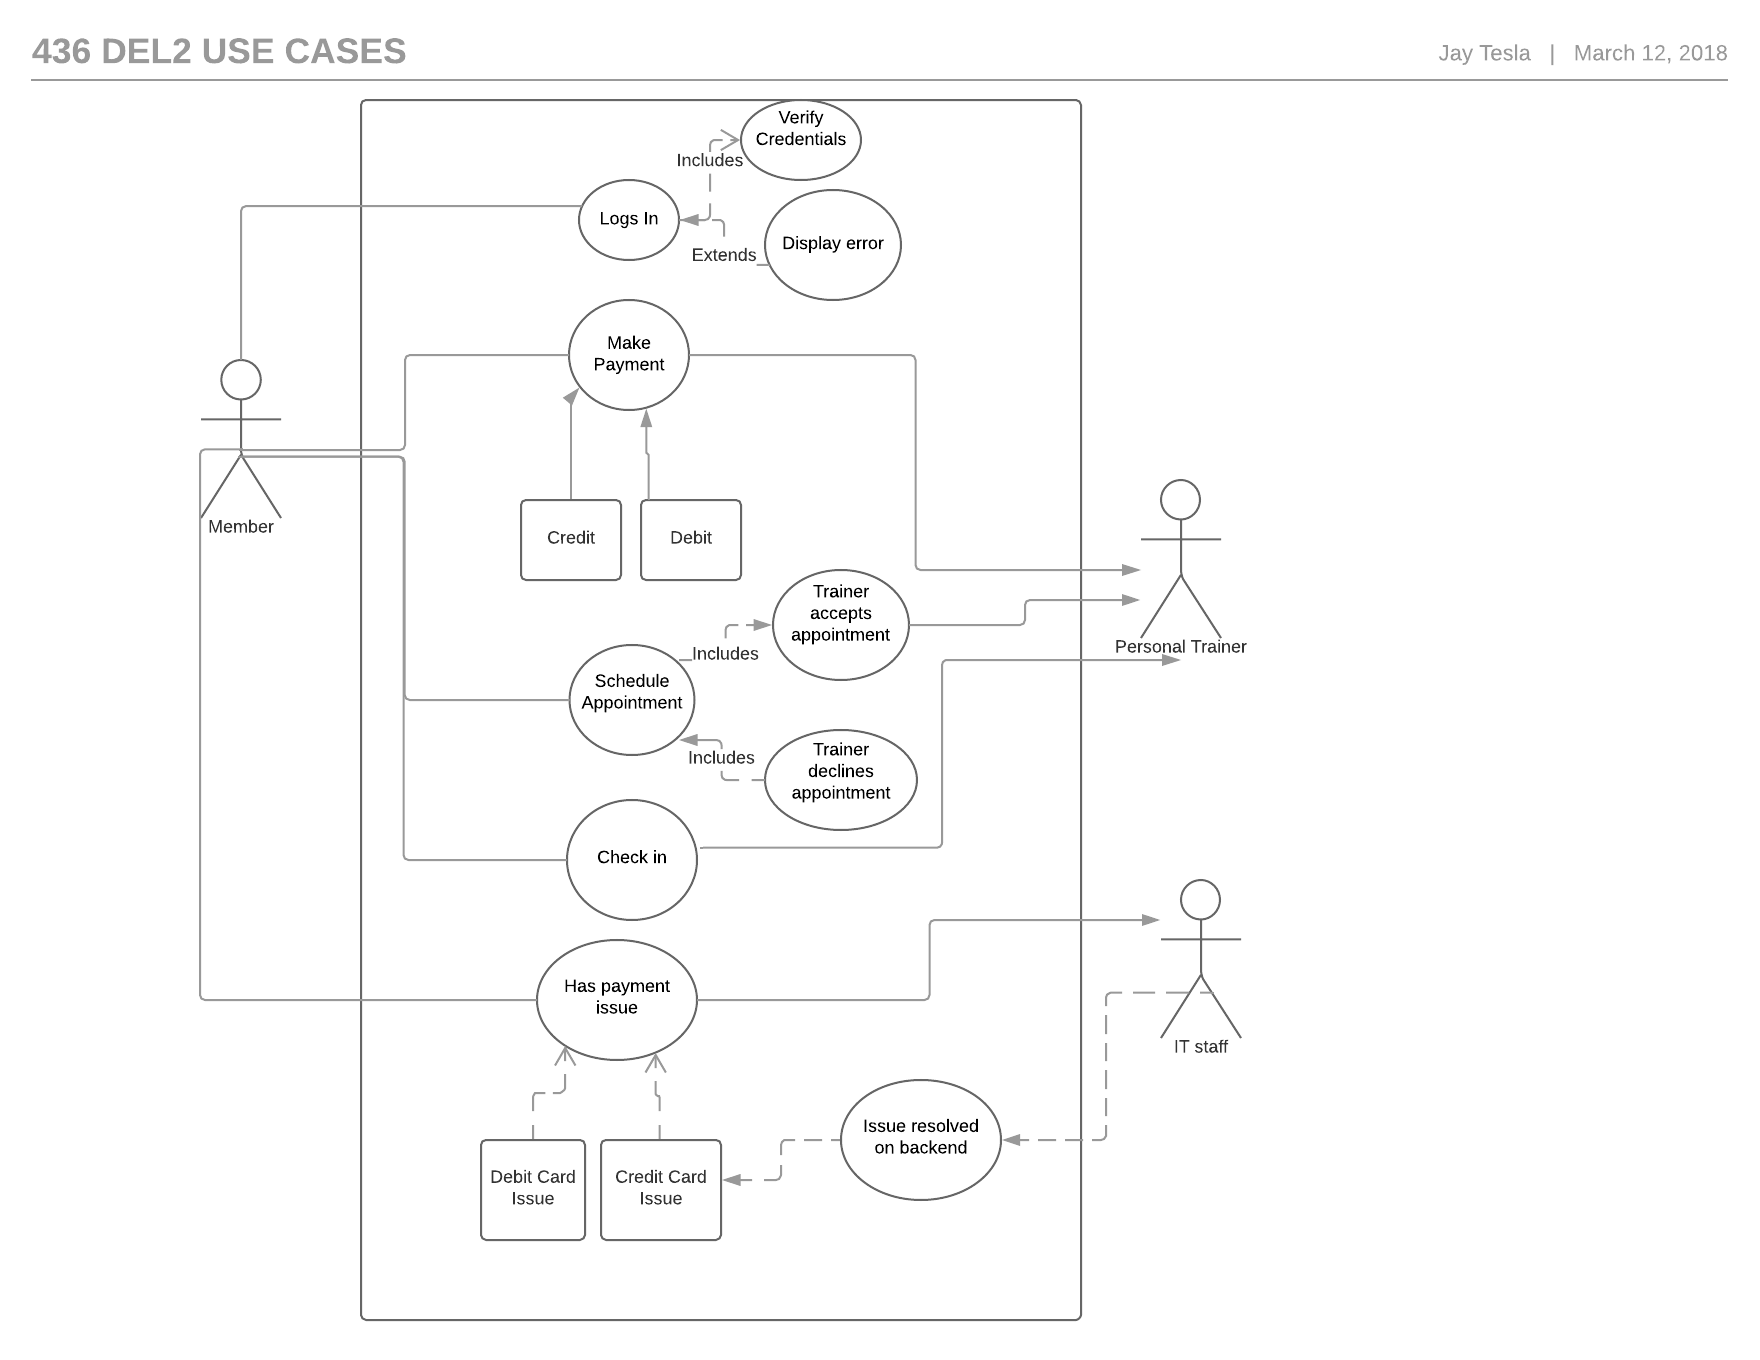 436 DEL2 USE CASES
Jay Tesla | March 12, 2018
Verify
Credentials
Includes
Logs In
Display error
Extends
Make
Payment
Member
Credit
Debit
Trainer
accepts
appointment
Personal Trainer
Includes
Schedule
Appointment
Includes
Trainer
declines
appointment
Check in
Has payment
issue
IT staff
Issue resolved
on backend
Debit Card
Issue
Credit Card
Issue